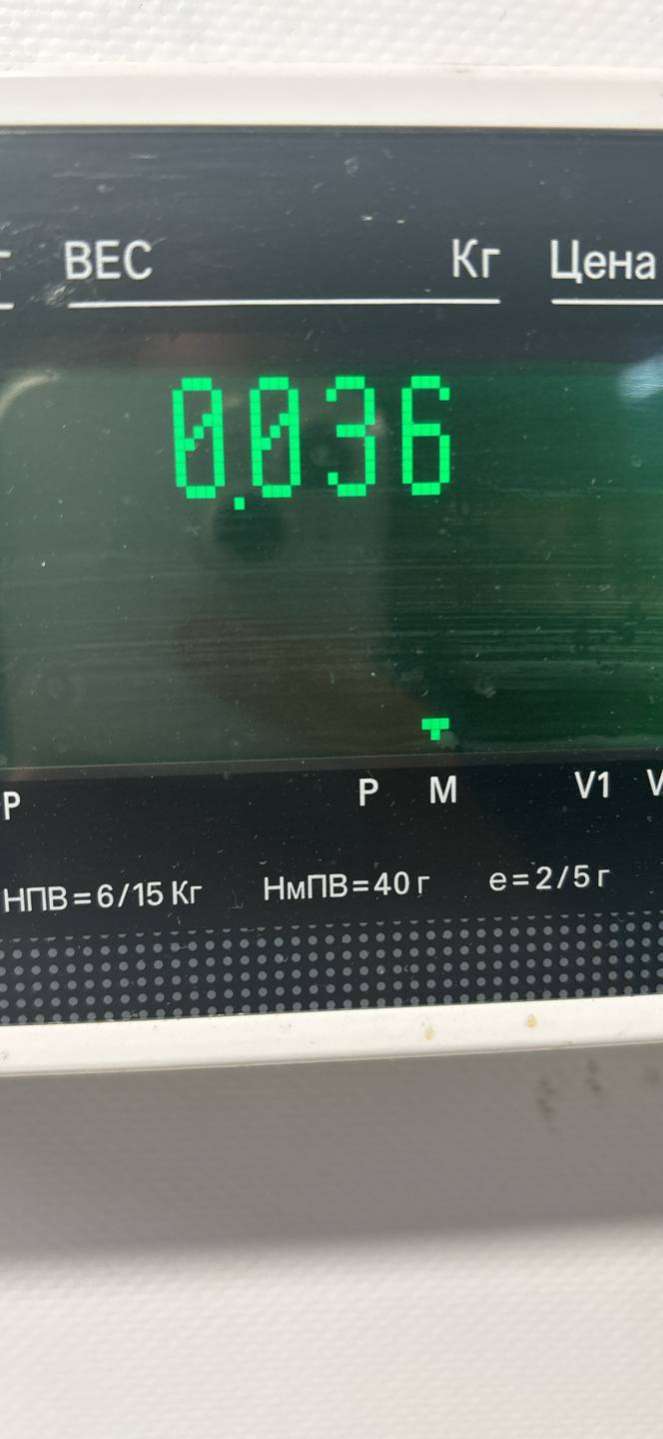 ВЕС Кг Цена
0.036
Р М V1
НПВ=6/15 Кг НмПВ=40 г е=2/5 г